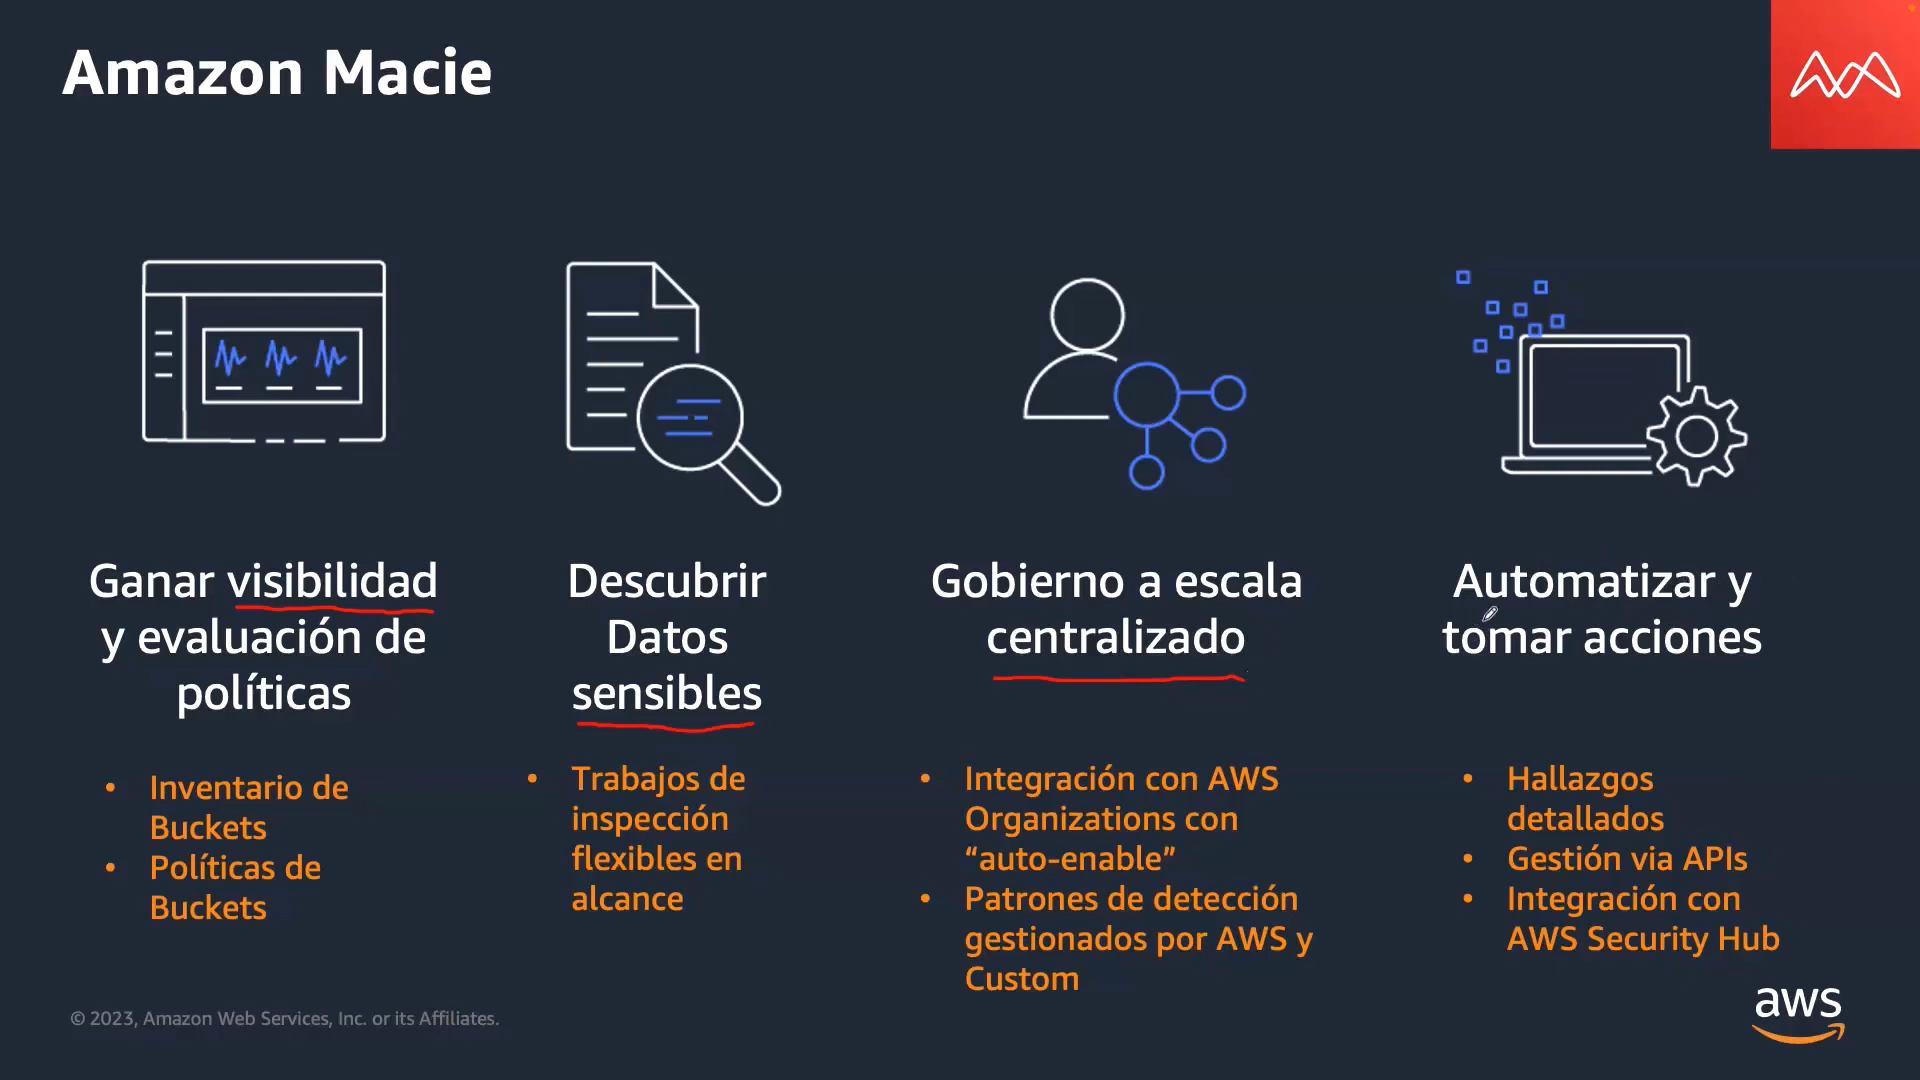 Amazon Macie
Ganar visibilidad
y evaluación de
políticas
Descubrir
Datos
sensibles
Gobierno a escala
centralizado
Automatizar y
tomar acciones
• Inventario de
Buckets
• Políticas de
Buckets
• Trabajos de
inspección
flexibles en
alcance
• Integración con AWS
Organizations con
“auto-enable”
• Patrones de detección
gestionados por AWS y
Custom
• Hallazgos
detallados
• Gestión via APIs
• Integración con
AWS Security Hub
© 2023, Amazon Web Services, Inc. or its Affiliates.
aws